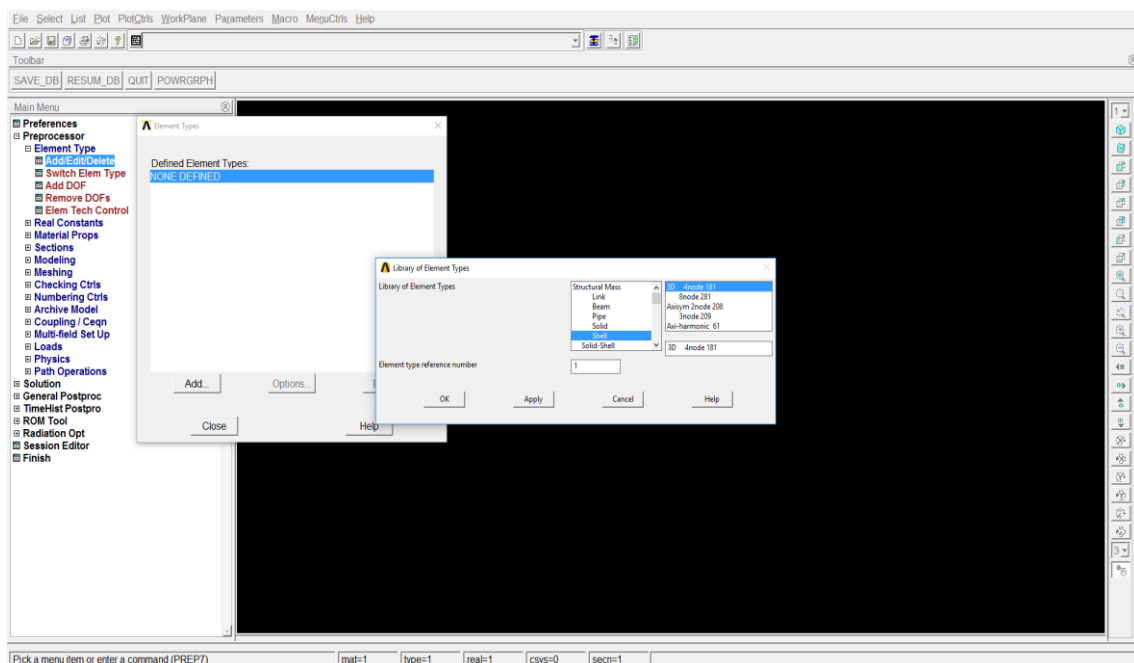 File Select List Plot PlotCtrls WorkPlane Parameters Macro MenuCtrls Help
Toolbar
SAVE_DB RESUM_DB QUIT POWRGRPH
Main Menu
Preferences
Preprocessor
Element Type
Add/Edit/Delete
Switch Elem Type
Add DOF
Remove DOFs
Elem Tech Control
Real Constants
Material Props
Sections
Modeling
Meshing
Checking Ctrls
Numbering Ctrls
Archive Model
Coupling / Ceqn
Multi-field Set Up
Loads
Physics
Path Operations
Solution
General Postproc
TimeHist Postpro
ROM Tool
Radiation Opt
Session Editor
Finish
Element Types
Defined Element Types:
NONE DEFINED
Add... Options...
Close Help
Library of Element Types
Library of Element Types
Structural Mass
Link
Beam
Pipe
Solid
Shell
Solid-Shell
3D 4node 181
8node 281
Axisym 2node 208
3node 209
Axi-harmonic 61
3D 4node 181
Element type reference number
1
OK Apply Cancel Help
1
3
Pick a menu item or enter a command (PREP7) mat=1 type=1 real=1 csys=0 secn=1